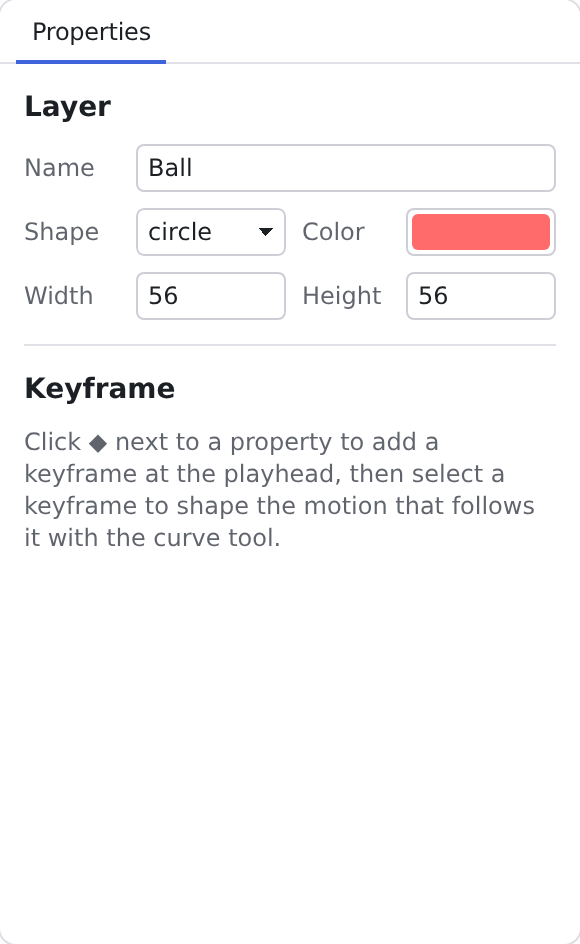 Properties
Layer
Name Ball
Shape circle Color
Width 56 Height 56
Keyframe
Click ◆ next to a property to add a
keyframe at the playhead, then select a
keyframe to shape the motion that follows
it with the curve tool.